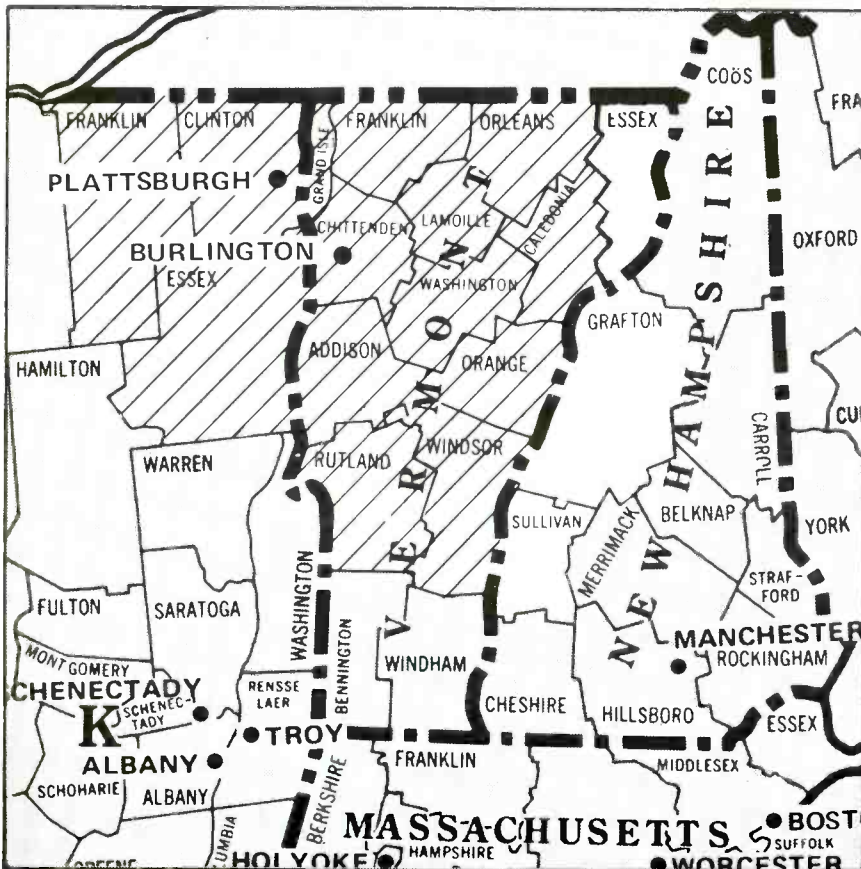 COÖS
FRANKLIN CLINTON FRANKLIN ORLEANS ESSEX
GRAND ISLE
PLATTSBURGH
LAMOILLE CALEDONIA
CHITTENDEN
BURLINGTON
ESSEX
WASHINGTON
OXFORD
GRAFTON
ADDISON ORANGE
HAMILTON
VERMONT
NEW HAMPSHIRE
CARROLL
WARREN RUTLAND WINDSOR
SULLIVAN MERRIMACK BELKNAP YORK
STRAF-
FORD
FULTON SARATOGA WASHINGTON
BENNINGTON WINDHAM
MANCHESTER
ROCKINGHAM
MONTGOMERY
CHENECTADY
SCHENEC-
TADY
RENSSE
LAER
CHESHIRE HILLSBORO ESSEX
K
TROY
ALBANY
FRANKLIN MIDDLESEX
SCHOHARIE ALBANY BERKSHIRE
MASSACHUSETTS
BOST
SUFFOLK
HOLYOKE HAMPSHIRE WORCESTER